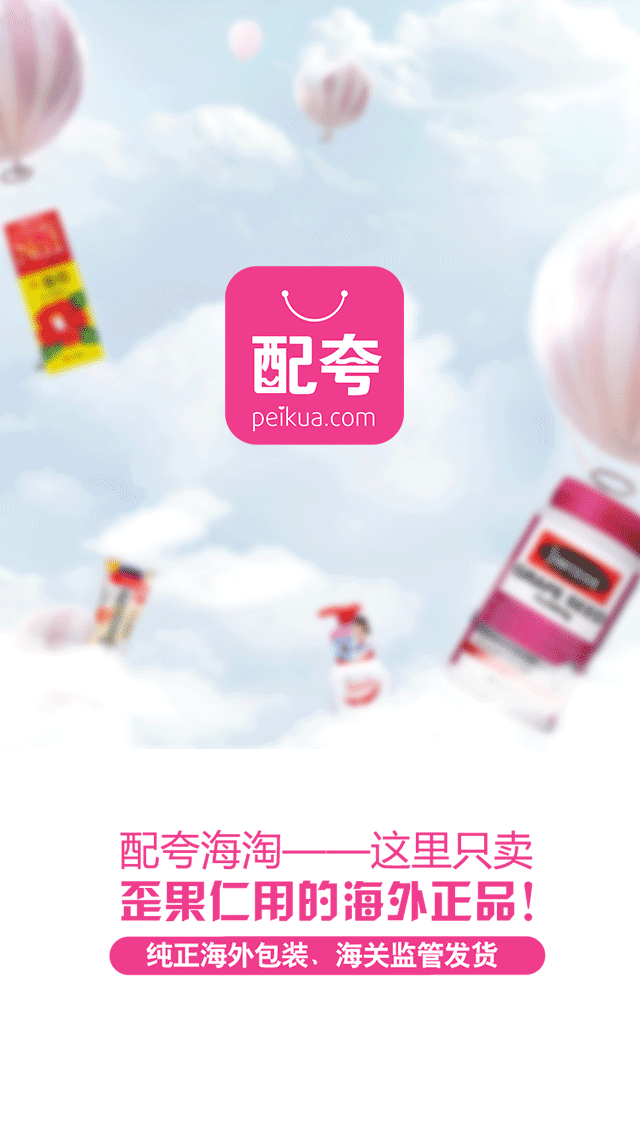 配夸
peikua.com
配夸海淘——这里只卖
歪果仁用的海外正品！
纯正海外包装、海关监管发货